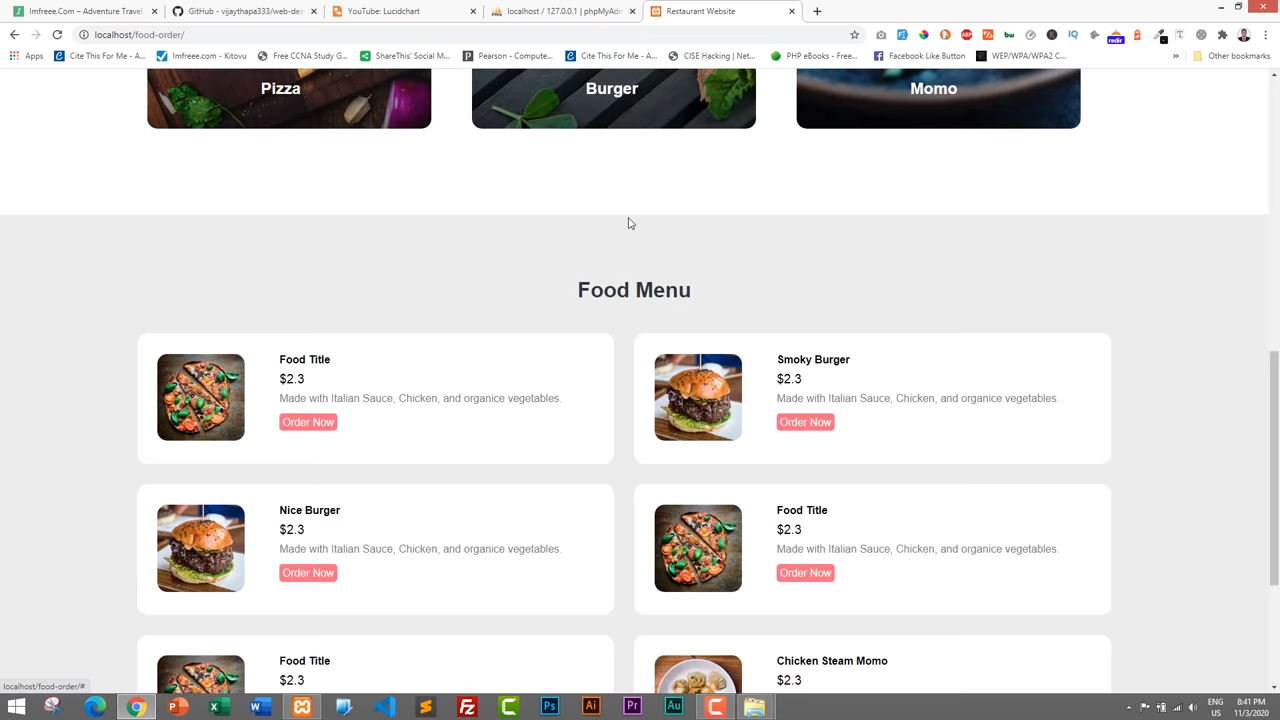 Imfreee.Com – Adventure Travel
GitHub - vijaythapa333/web-des
YouTube: Lucidchart
localhost / 127.0.0.1 | phpMyAdm
Restaurant Website
localhost/food-order/
Apps
Cite This For Me - A...
Imfreee.com - Kitovu
Free CCNA Study G...
ShareThis' Social M...
Pearson - Compute...
Cite This For Me - A...
CISE Hacking | Net...
PHP eBooks - Free...
Facebook Like Button
WEP/WPA/WPA2 C...
Other bookmarks
Pizza
Burger
Momo
Food Menu
Food Title
$2.3
Made with Italian Sauce, Chicken, and organice vegetables.
Order Now
Smoky Burger
$2.3
Made with Italian Sauce, Chicken, and organice vegetables.
Order Now
Nice Burger
$2.3
Made with Italian Sauce, Chicken, and organice vegetables.
Order Now
Food Title
$2.3
Made with Italian Sauce, Chicken, and organice vegetables.
Order Now
Food Title
$2.3
Chicken Steam Momo
$2.3
localhost/food-order/#
ENG
US
8:41 PM
11/3/2020